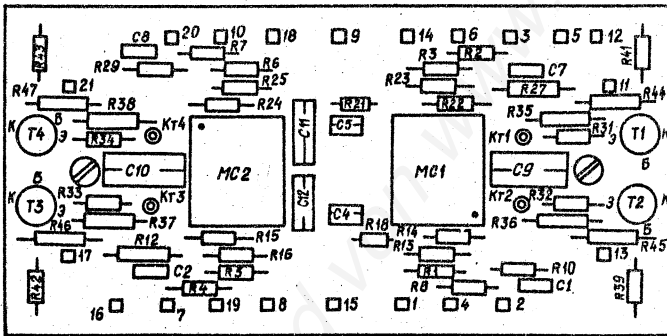 C8 20 10 18 9 14 6 3 5 12
R43 R29 R7 R6 R3 R2 C7 R41
21 R25 R23 R27 11
R47 R38 R24 C11 R21 R22 R35 R44
К В Кт4 C5 Кт1 R31 К
T4 Э R34 Э T1
C10 MC2 MC1 C9 Б
К Б R33 Кт3 C12 Кт2 R32
T3 Э C4 Э T2
R46 R37 R15 R18 R14 R36 Б
17 R12 R16 R13 13 R45
R42 C2 R3 R1 R10 R39
R4 R8 C1
16 7 19 8 15 1 4 2